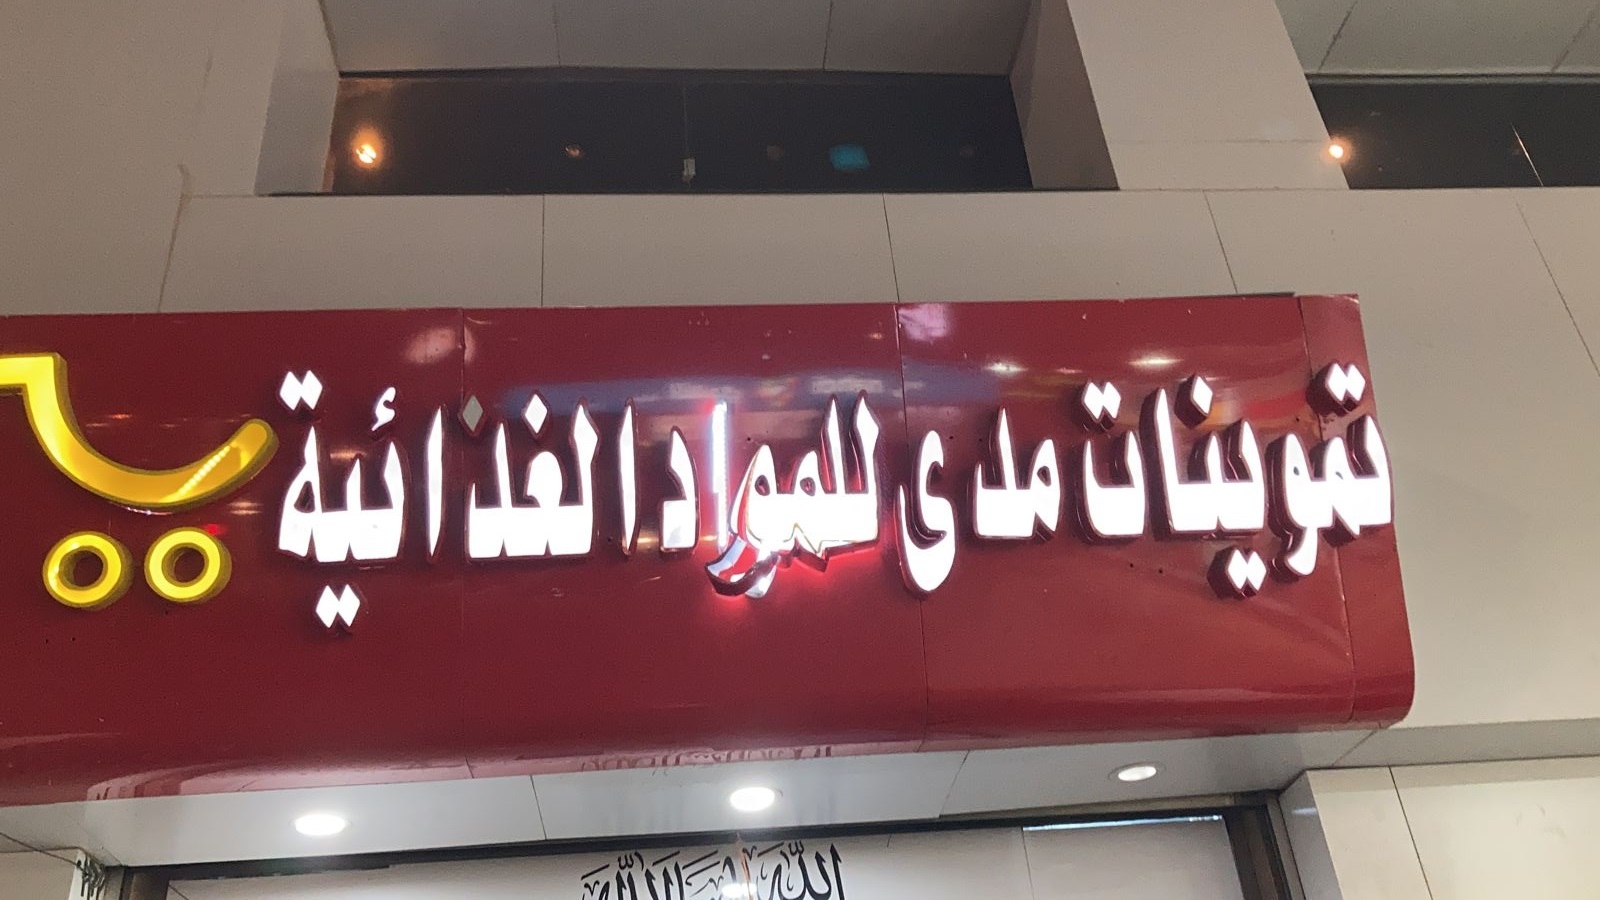 تموينات مدى للمواد الغذائية